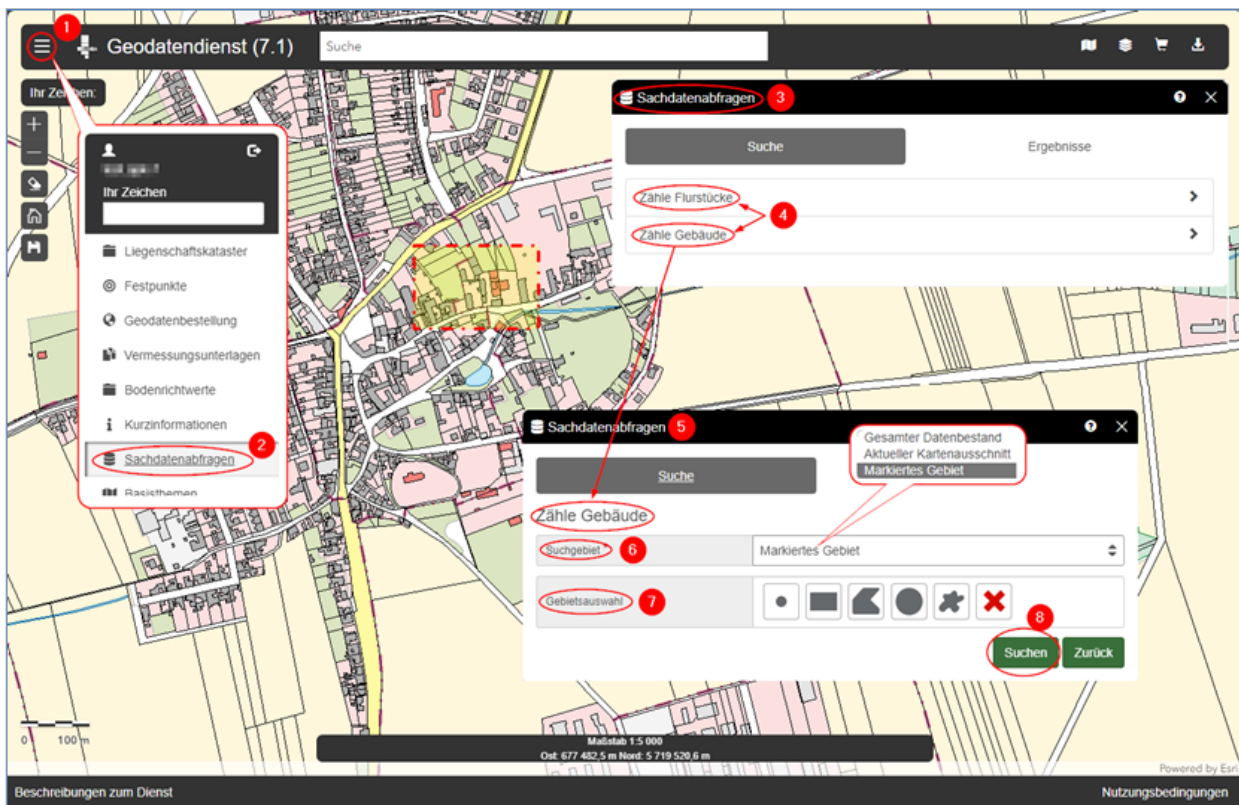 1
Geodatendienst (7.1)
Suche
Ihr Zeichen:
Ihr Zeichen
Liegenschaftskataster
Festpunkte
Geodatenbestellung
Vermessungsunterlagen
Bodenrichtwerte
Kurzinformationen
2
Sachdatenabfragen
Basisthemen
Sachdatenabfragen 3
Suche Ergebnisse
Zähle Flurstücke
4
Zähle Gebäude
Sachdatenabfragen 5
Gesamter Datenbestand
Aktueller Kartenausschnitt
Markiertes Gebiet
Suche
Zähle Gebäude
Suchgebiet * 6 Markiertes Gebiet
Gebietsauswahl 7
8
Suchen Zurück
0 100 m
Maßstab 1:5 000
Ost: 677 482,5 m Nord: 5 719 520,6 m
Powered by Esri
Beschreibungen zum Dienst Nutzungsbedingungen